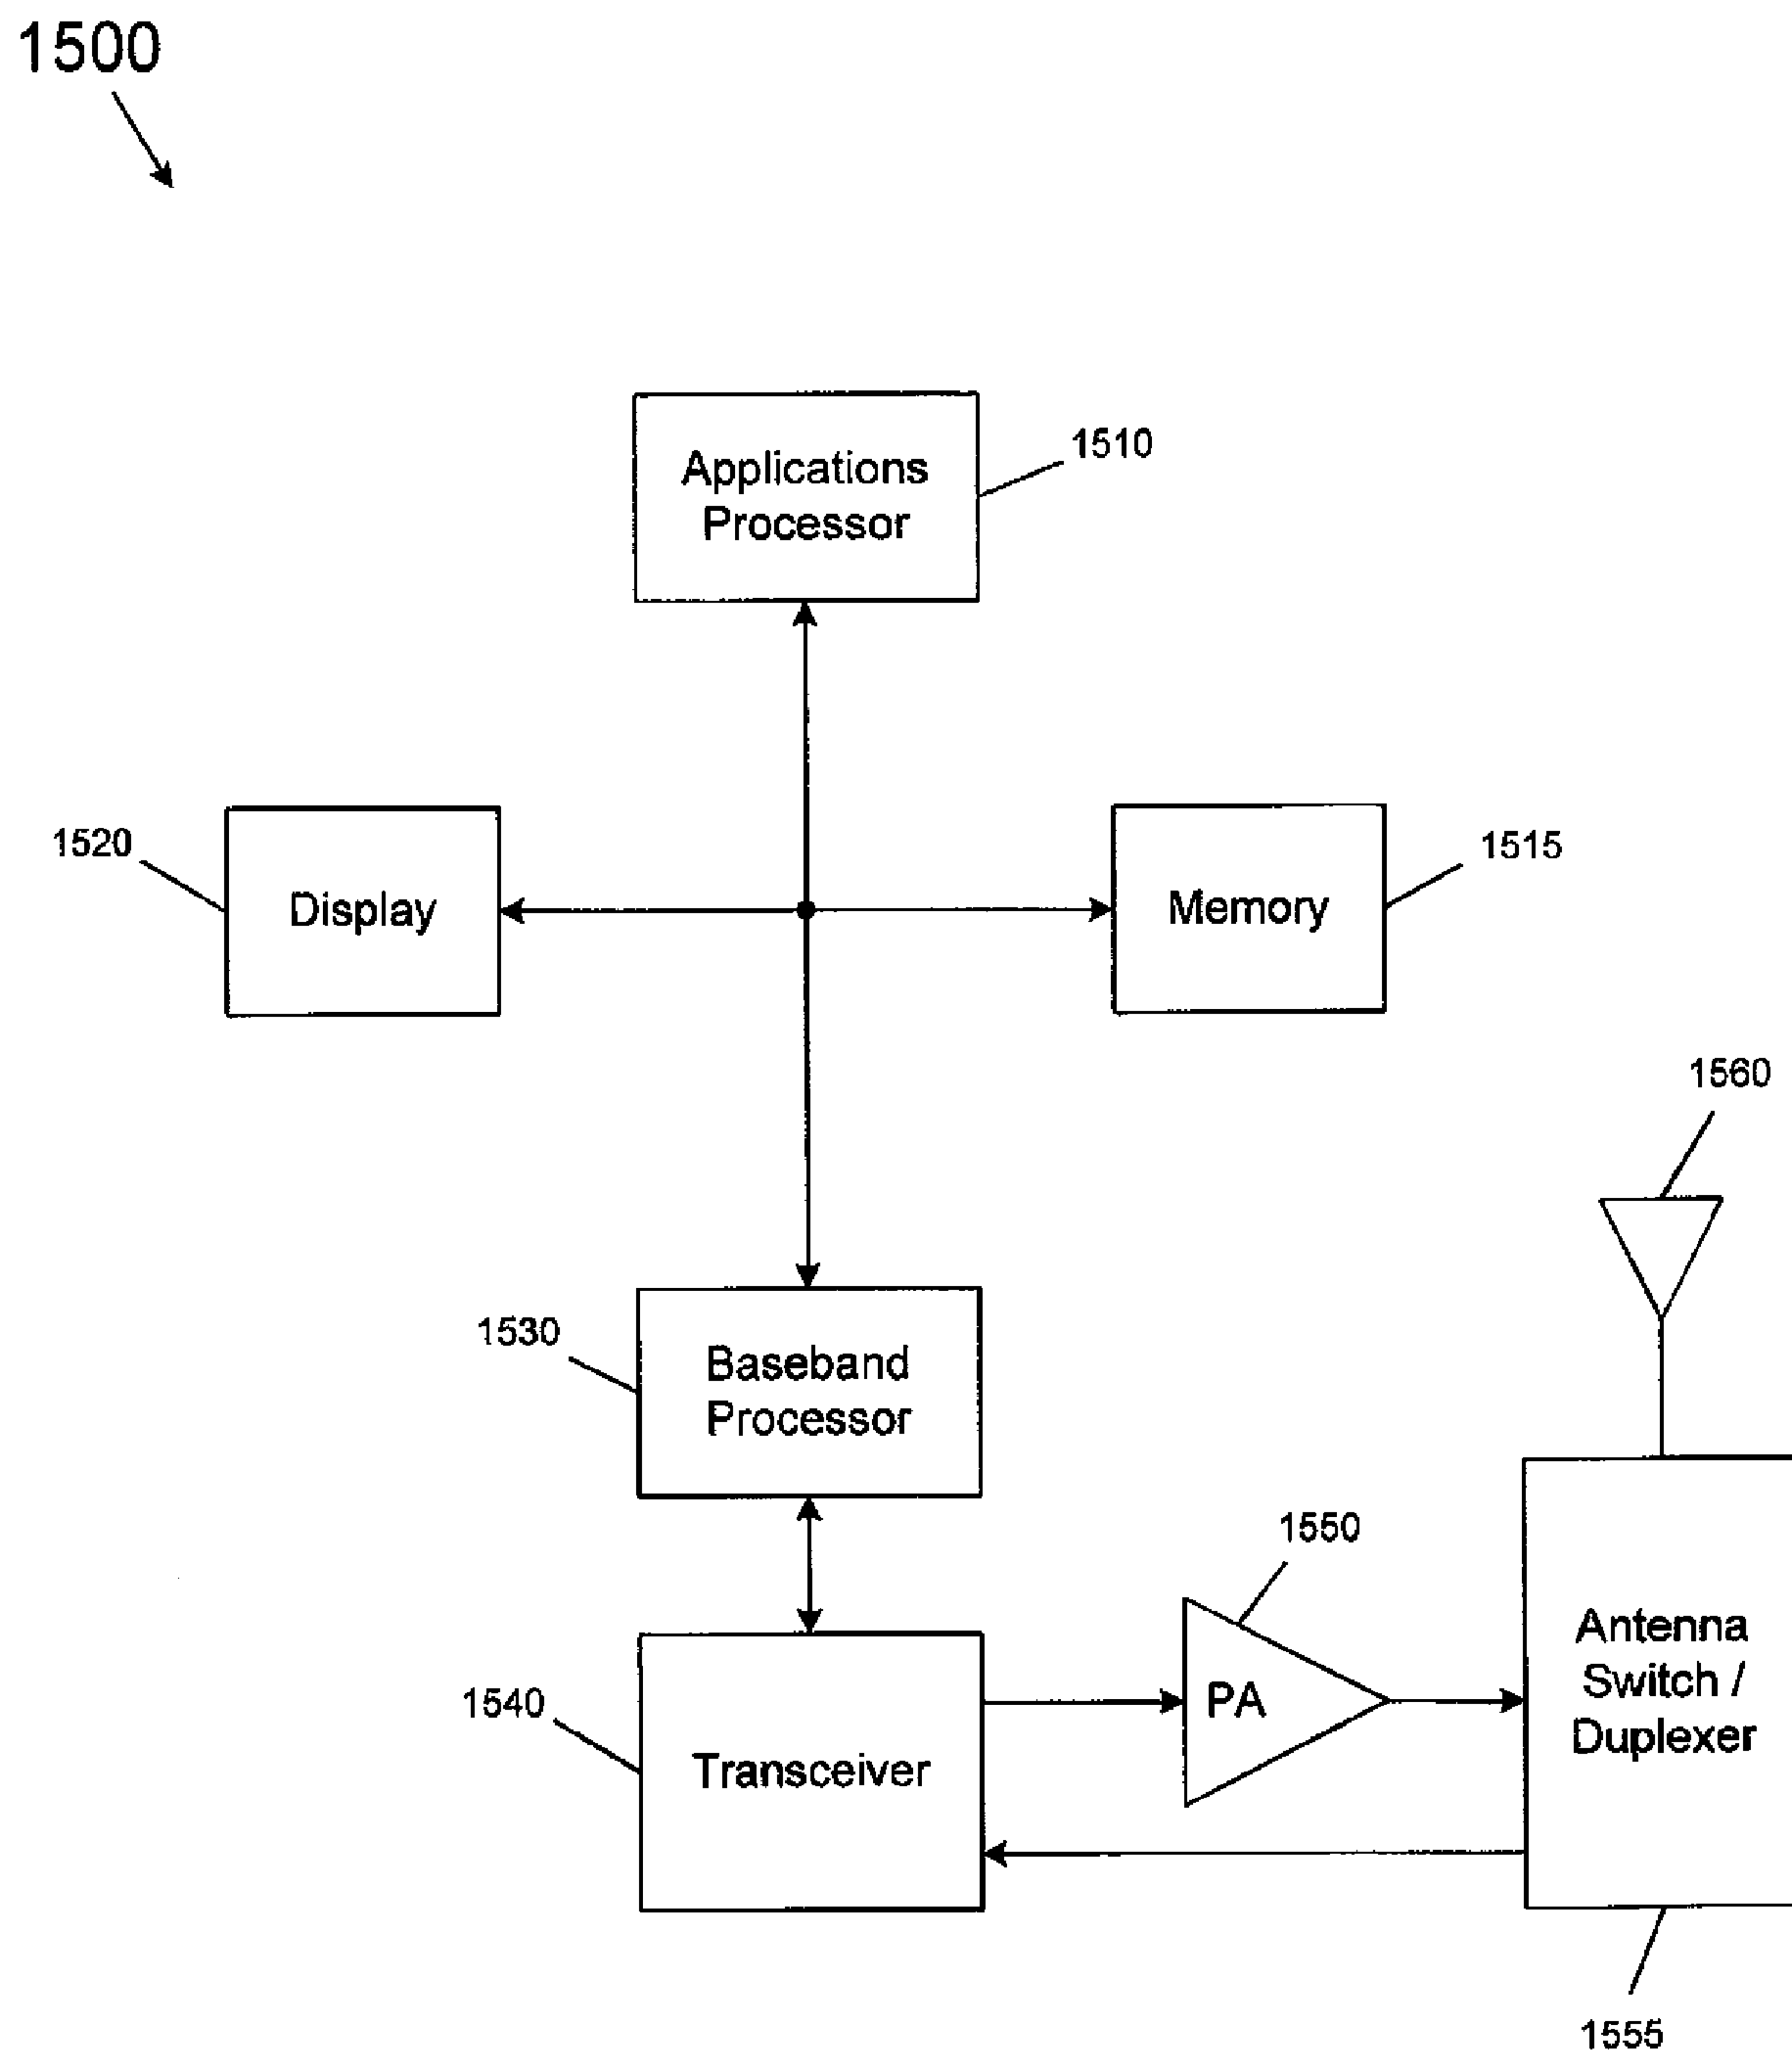 1500
Applications
Processor
1510
1520
Display
Memory
1515
1560
1530
Baseband
Processor
1550
1540
Transceiver
PA
Antenna
Switch /
Duplexer
1555